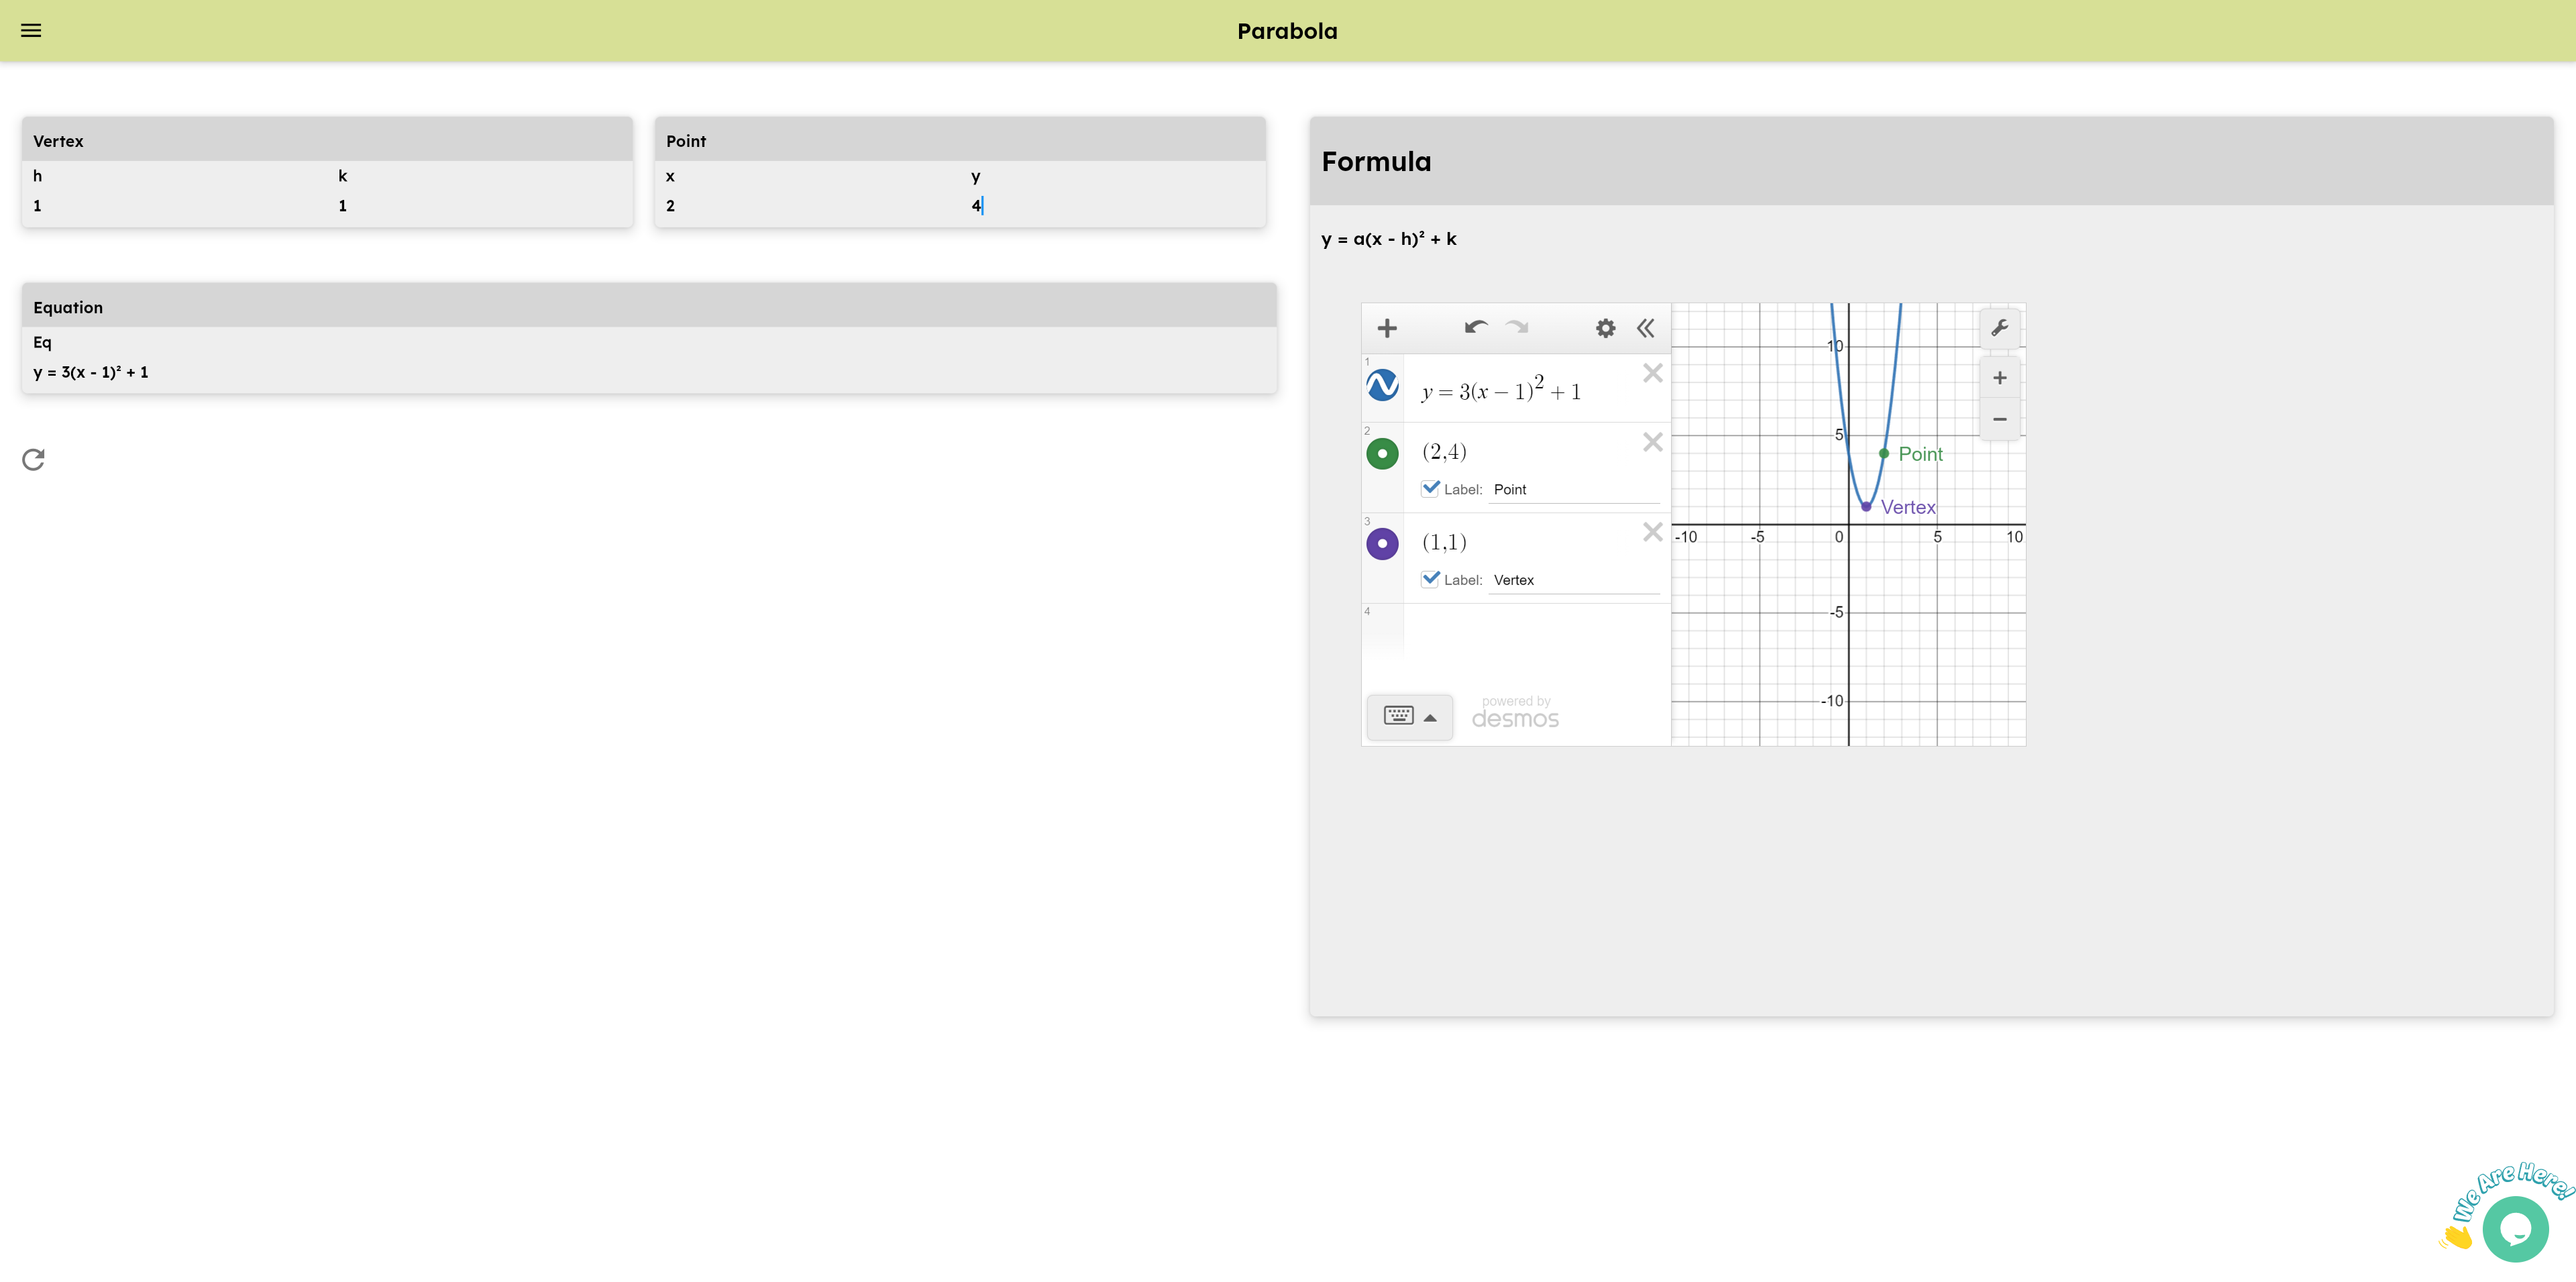 Parabola
Vertex
h k
1 1
Point
x y
2 4
Equation
Eq
y = 3(x - 1)² + 1
Formula
y = a(x - h)² + k
1
y = 3(x − 1)² + 1
2
(2,4)
Label: Point
3
(1,1)
Label: Vertex
4
powered by
desmos
10
5
Point
Vertex
-10 -5 0 5 10
-5
-10
We Are Here!